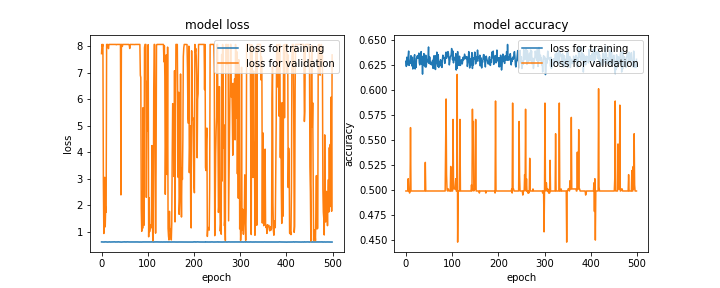 model loss
loss
8
7
6
5
4
3
2
1
loss for training
loss for validation
0
100
200
300
400
500
epoch
model accuracy
accuracy
0.650
0.625
0.600
0.575
0.550
0.525
0.500
0.475
0.450
loss for training
loss for validation
0
100
200
300
400
500
epoch